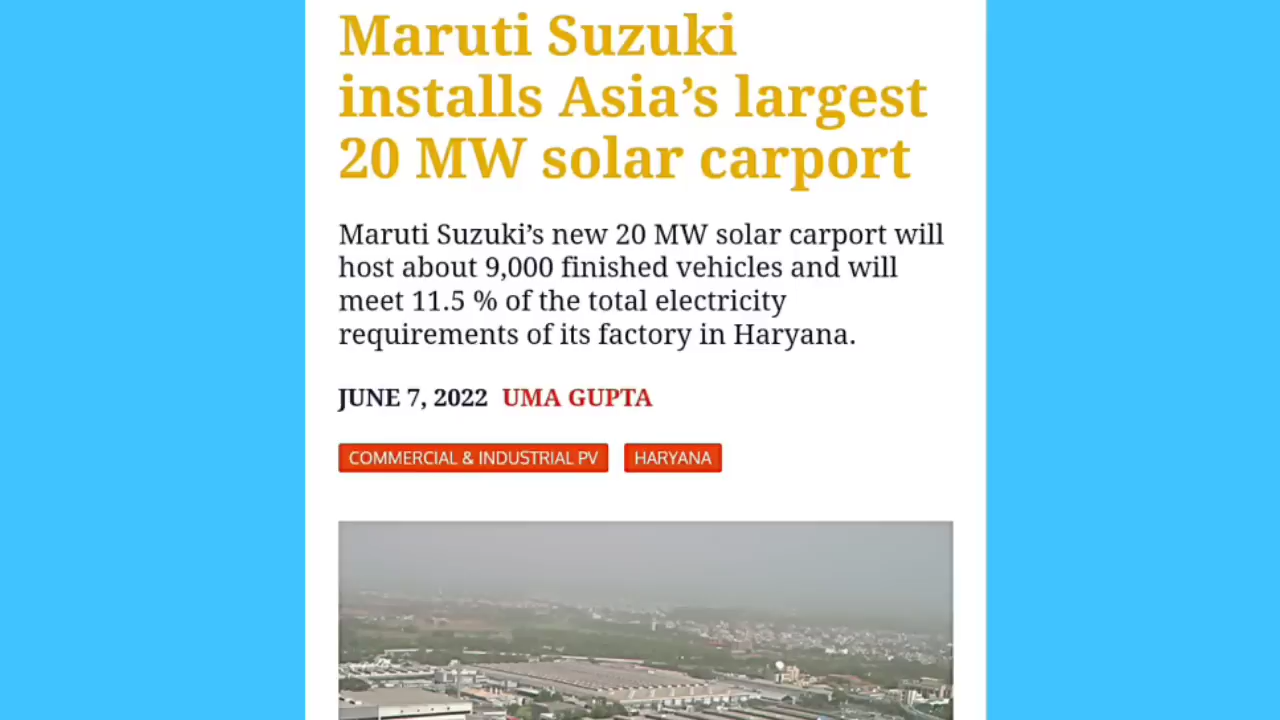 Maruti Suzuki
installs Asia’s largest
20 MW solar carport
Maruti Suzuki’s new 20 MW solar carport will
host about 9,000 finished vehicles and will
meet 11.5 % of the total electricity
requirements of its factory in Haryana.
JUNE 7, 2022 UMA GUPTA
COMMERCIAL & INDUSTRIAL PV HARYANA